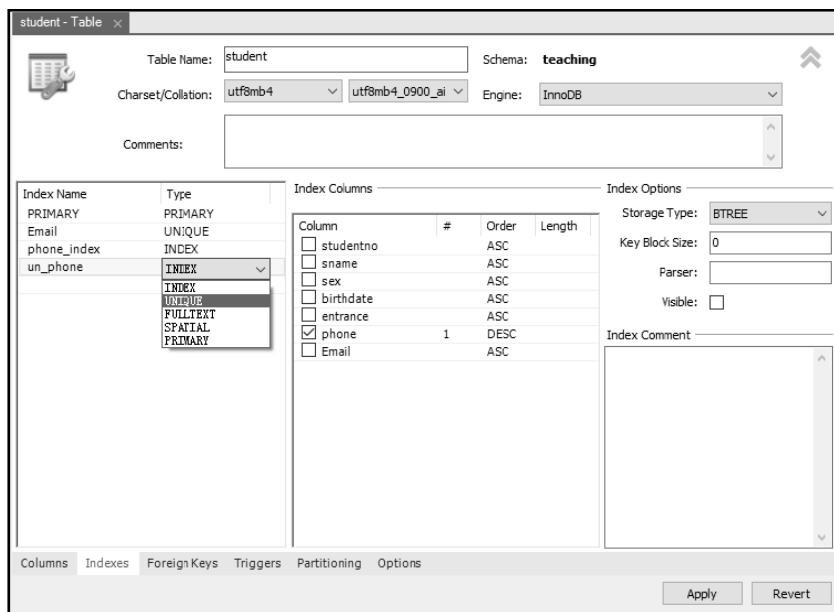 student - Table ×
Table Name: student Schema: teaching
Charset/Collation: utf8mb4 utf8mb4_0900_ai Engine: InnoDB
Comments:
Index Name Type
PRIMARY PRIMARY
Email UNIQUE
phone_index INDEX
un_phone INDEX
INDEX
UNIQUE
FULLTEXT
SPATIAL
PRIMARY
Index Columns
Column # Order Length
studentno ASC
sname ASC
sex ASC
birthdate ASC
entrance ASC
phone 1 DESC
Email ASC
Index Options
Storage Type: BTREE
Key Block Size: 0
Parser:
Visible:
Index Comment
Columns Indexes Foreign Keys Triggers Partitioning Options
Apply Revert